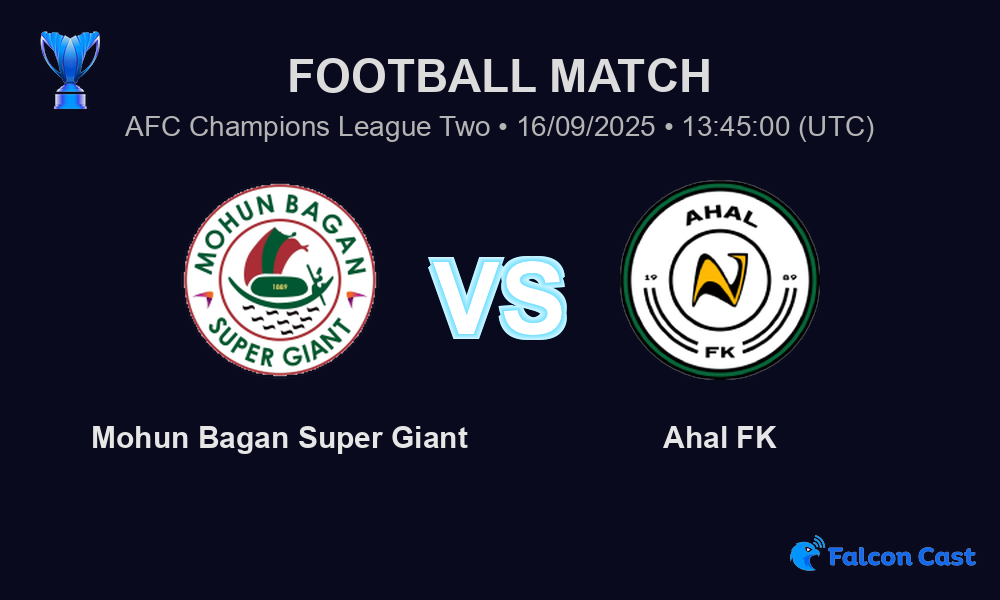 FOOTBALL MATCH
AFC Champions League Two • 16/09/2025 • 13:45:00 (UTC)
MOHUN BAGAN
1889
SUPER GIANT
VS
AHAL
19 89
FK
Mohun Bagan Super Giant
Ahal FK
Falcon Cast